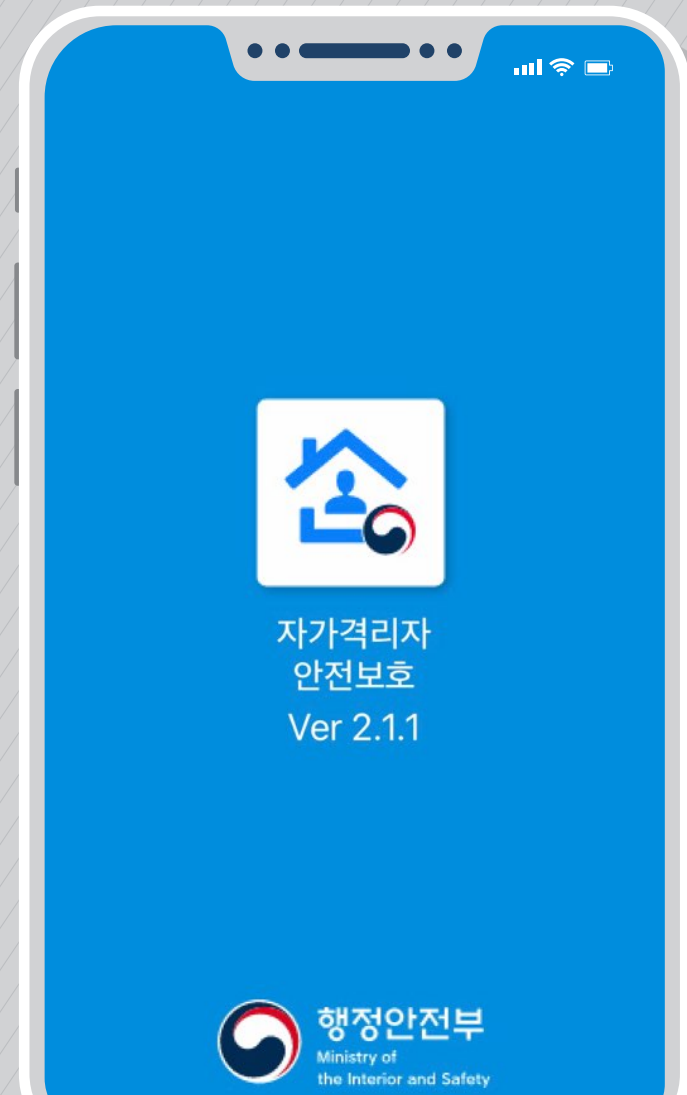 자가격리자
안전보호
Ver 2.1.1
행정안전부
Ministry of
the Interior and Safety